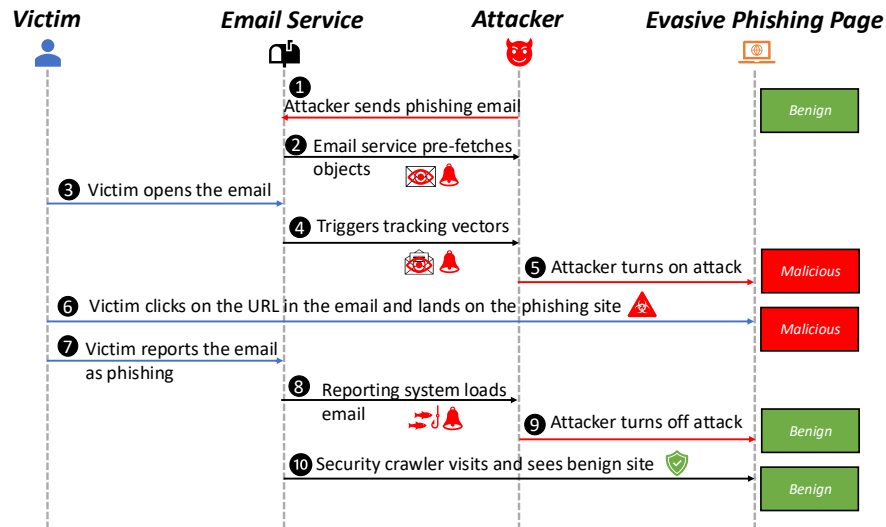 Victim
Email Service
Attacker
Evasive Phishing Page
1
Attacker sends phishing email
Benign
2 Email service pre-fetches
objects
3 Victim opens the email
4 Triggers tracking vectors
5 Attacker turns on attack
Malicious
6 Victim clicks on the URL in the email and lands on the phishing site
Malicious
7 Victim reports the email
as phishing
8 Reporting system loads
email
9 Attacker turns off attack
Benign
10 Security crawler visits and sees benign site
Benign